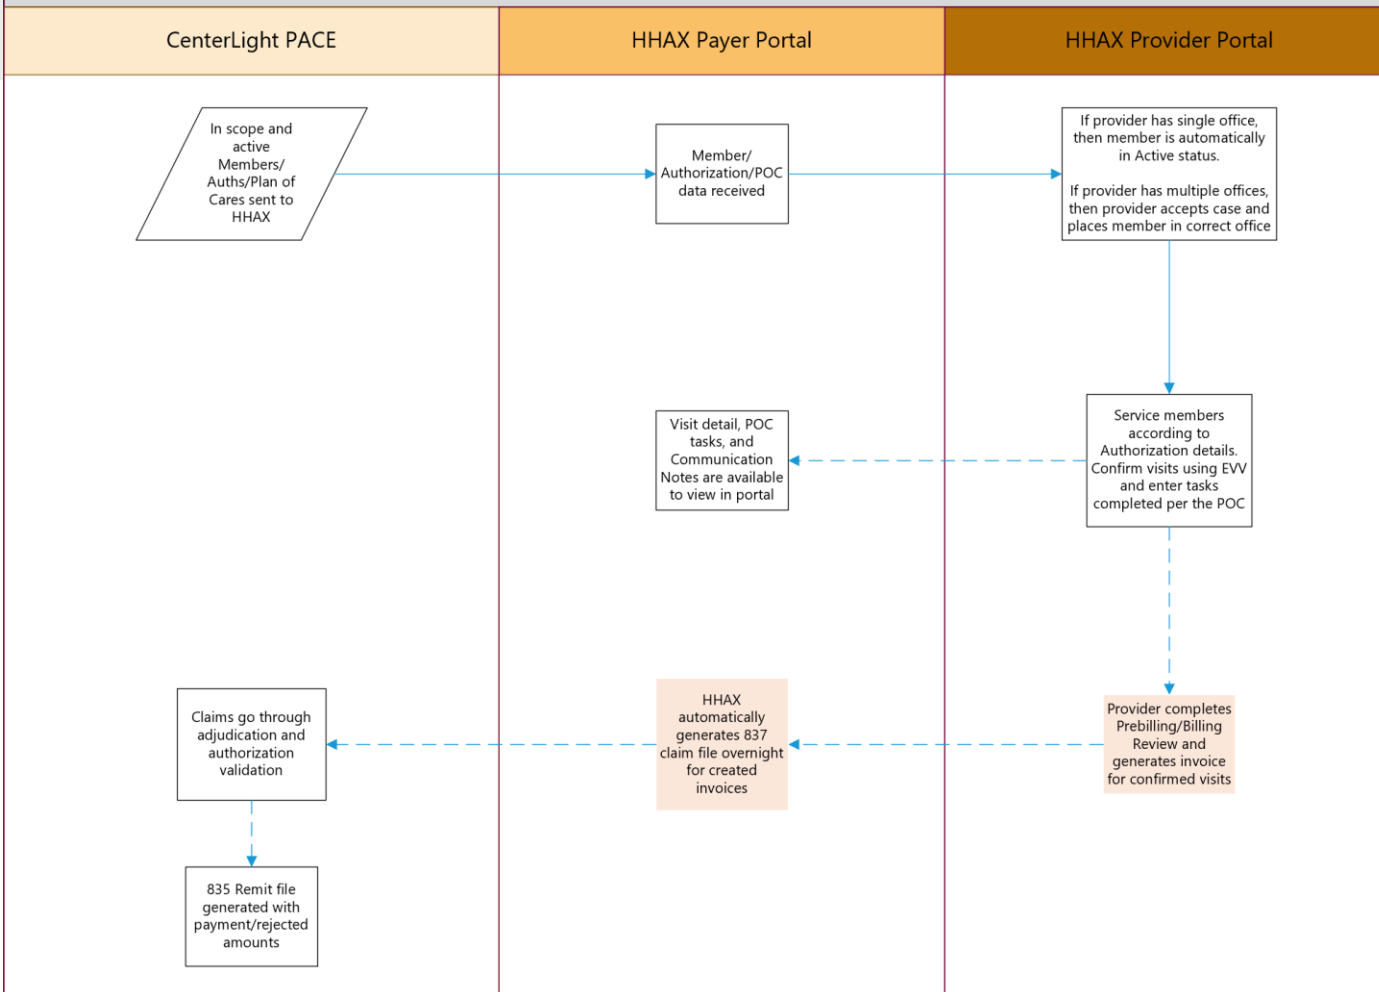 CenterLight PACE
HHAX Payer Portal
HHAX Provider Portal
In scope and
active
Members/
Auths/Plan of
Cares sent to
HHAX
Member/
Authorization/POC
data received
If provider has single office,
then member is automatically
in Active status.
If provider has multiple offices,
then provider accepts case and
places member in correct office
Visit detail, POC
tasks, and
Communication
Notes are available
to view in portal
Service members
according to
Authorization details.
Confirm visits using EVV
and enter tasks
completed per the POC
Claims go through
adjudication and
authorization
validation
HHAX
automatically
generates 837
claim file overnight
for created
invoices
Provider completes
Prebilling/Billing
Review and
generates invoice
for confirmed visits
835 Remit file
generated with
payment/rejected
amounts